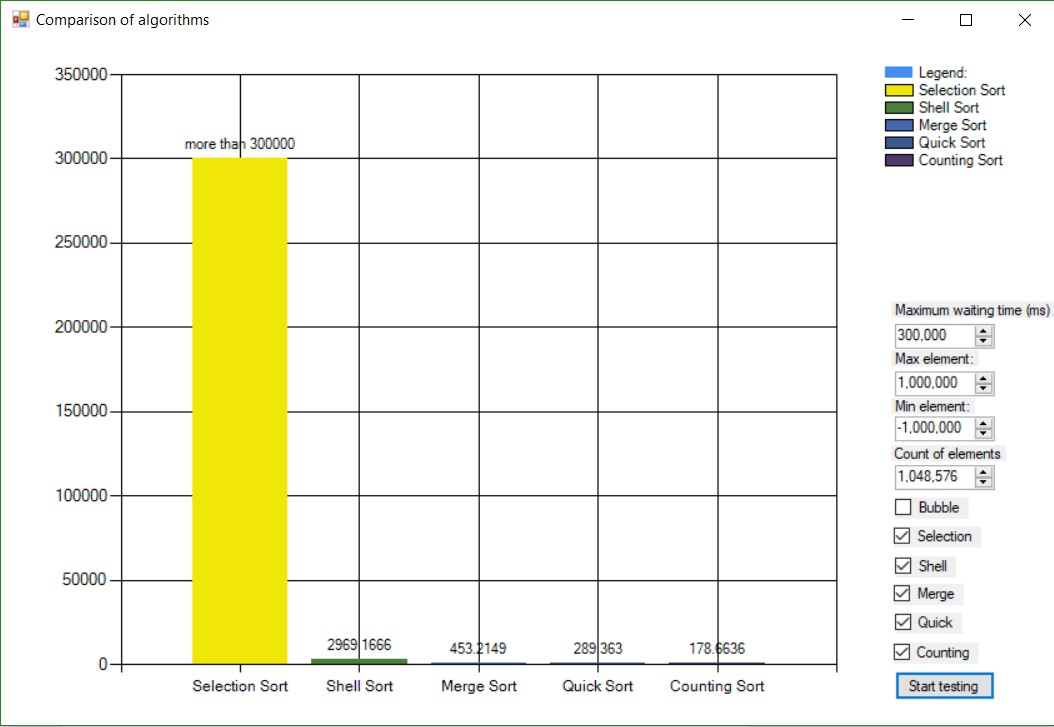 Comparison of algorithms
350000
300000
250000
200000
150000
100000
50000
0
more than 300000
2969.1666
453.2149
289.363
178.6636
Selection Sort
Shell Sort
Merge Sort
Quick Sort
Counting Sort
Legend:
Selection Sort
Shell Sort
Merge Sort
Quick Sort
Counting Sort
Maximum waiting time (ms)
300,000
Max element:
1,000,000
Min element:
-1,000,000
Count of elements
1,048,576
Bubble
Selection
Shell
Merge
Quick
Counting
Start testing